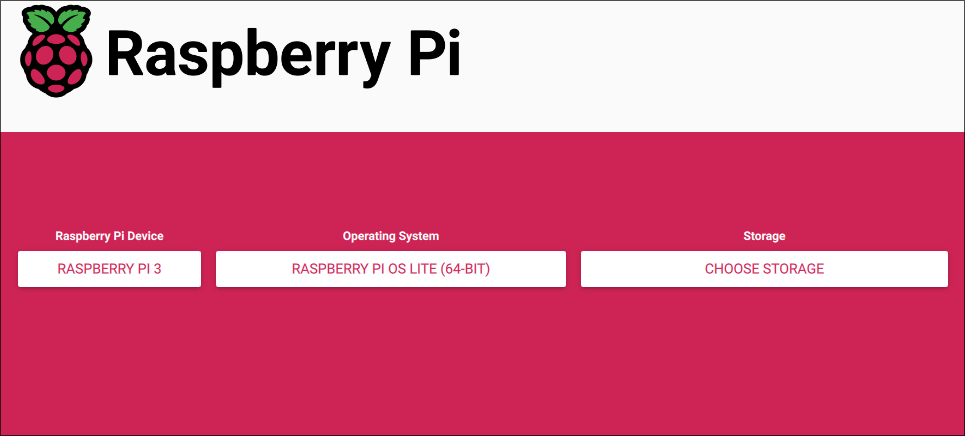 Raspberry Pi
Raspberry Pi Device
Operating System
Storage
RASPBERRY PI 3
RASPBERRY PI OS LITE (64-BIT)
CHOOSE STORAGE